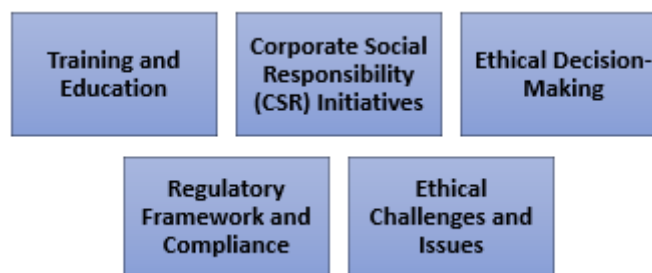 Training and
Education
Corporate Social
Responsibility
(CSR) Initiatives
Ethical Decision-
Making
Regulatory
Framework and
Compliance
Ethical
Challenges and
Issues